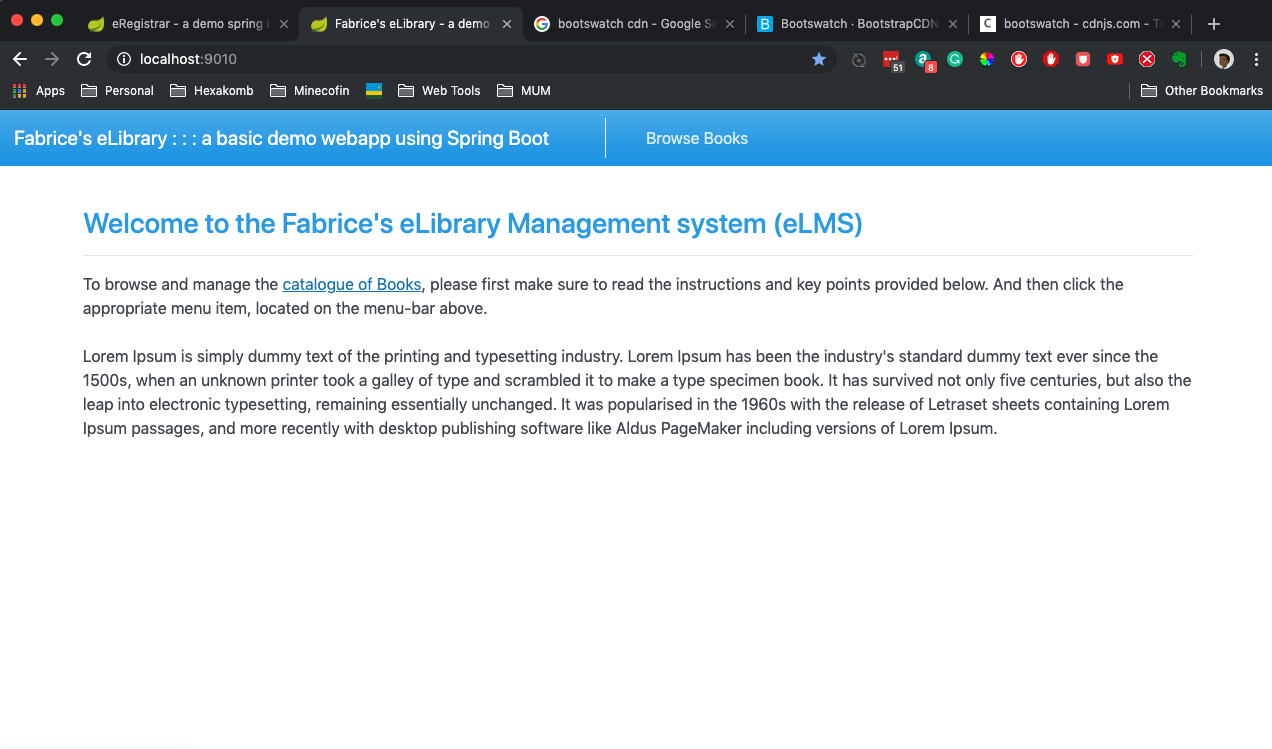 eRegistrar - a demo spring
Fabrice's eLibrary - a demo
bootswatch cdn - Google Se
Bootswatch · BootstrapCDN
bootswatch - cdnjs.com -
localhost:9010
51
8
Apps
Personal
Hexakomb
Minecofin
Web Tools
MUM
Other Bookmarks
Fabrice's eLibrary : : : a basic demo webapp using Spring Boot
Browse Books
Welcome to the Fabrice's eLibrary Management system (eLMS)
To browse and manage the catalogue of Books, please first make sure to read the instructions and key points provided below. And then click the
appropriate menu item, located on the menu-bar above.
Lorem Ipsum is simply dummy text of the printing and typesetting industry. Lorem Ipsum has been the industry's standard dummy text ever since the
1500s, when an unknown printer took a galley of type and scrambled it to make a type specimen book. It has survived not only five centuries, but also the
leap into electronic typesetting, remaining essentially unchanged. It was popularised in the 1960s with the release of Letraset sheets containing Lorem
Ipsum passages, and more recently with desktop publishing software like Aldus PageMaker including versions of Lorem Ipsum.